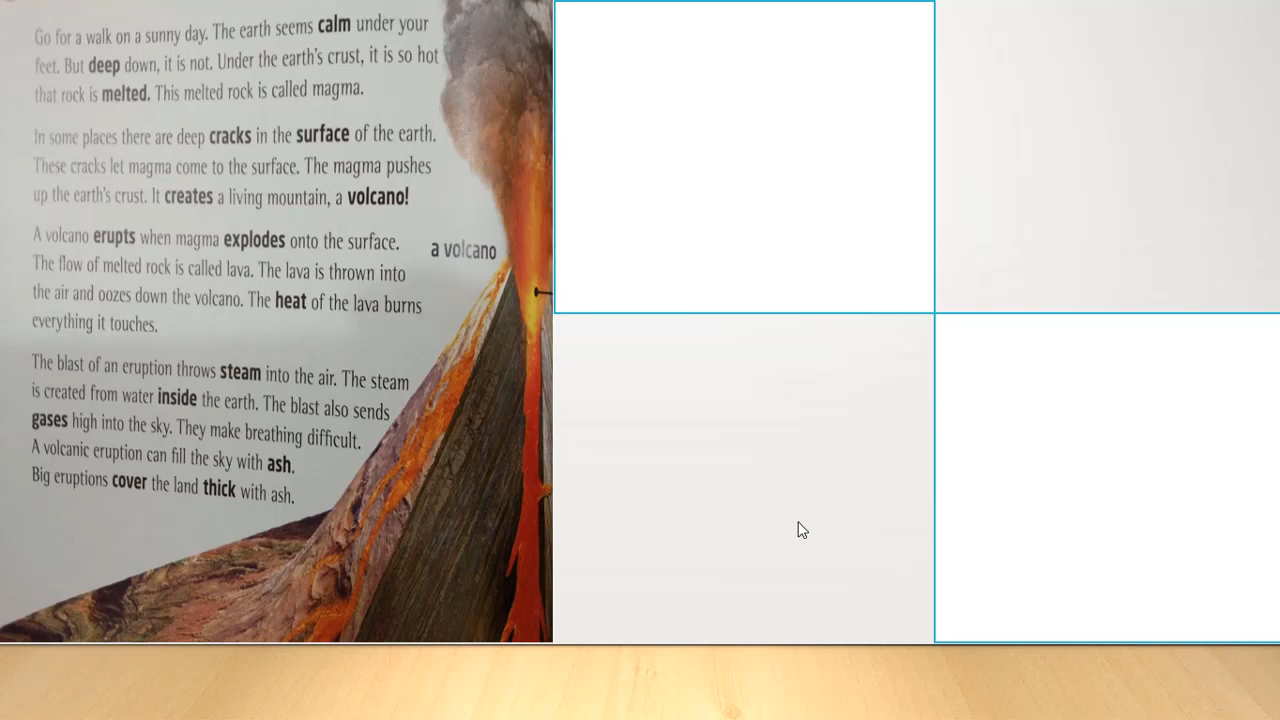 Go for a walk on a sunny day. The earth seems calm under your
feet. But deep down, it is not. Under the earth's crust, it is so hot
that rock is melted. This melted rock is called magma.
In some places there are deep cracks in the surface of the earth.
These cracks let magma come to the surface. The magma pushes
up the earth's crust. It creates a living mountain, a volcano!
A volcano erupts when magma explodes onto the surface.
The flow of melted rock is called lava. The lava is thrown into
the air and oozes down the volcano. The heat of the lava burns
everything it touches.
The blast of an eruption throws steam into the air. The steam
is created from water inside the earth. The blast also sends
gases high into the sky. They make breathing difficult.
A volcanic eruption can fill the sky with ash.
Big eruptions cover the land thick with ash.
a volcano